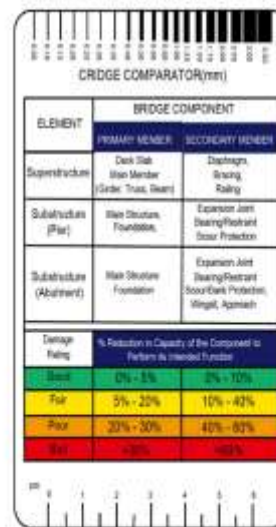 CRIDGE COMPARATOR(mm)
ELEMENT
BRIDGE COMPONENT
PRIMARY MEMBER
SECONDARY MEMBER
Superstructure
Deck Slab
Main Member
(Girder, Truss, Beam)
Diaphragm,
Bracing,
Railing
Substructure
(Pier)
Main Structure,
Foundation,
Expansion Joint
Bearing/Restraint
Scour Protection
Substructure
(Abutment)
Main Structure
Foundation
Expansion Joint
Bearing/Restraint
Scour/Bank Protection,
Wingall, Approach
Damage
Rating
% Reduction in Capacity of the Component to
Perform its Intended Function
Good
0% - 5%
0% - 10%
Fair
5% - 20%
10% - 40%
Poor
20% - 30%
40% - 60%
Bad
>30%
>60%
0 1 2 3 4 5 6